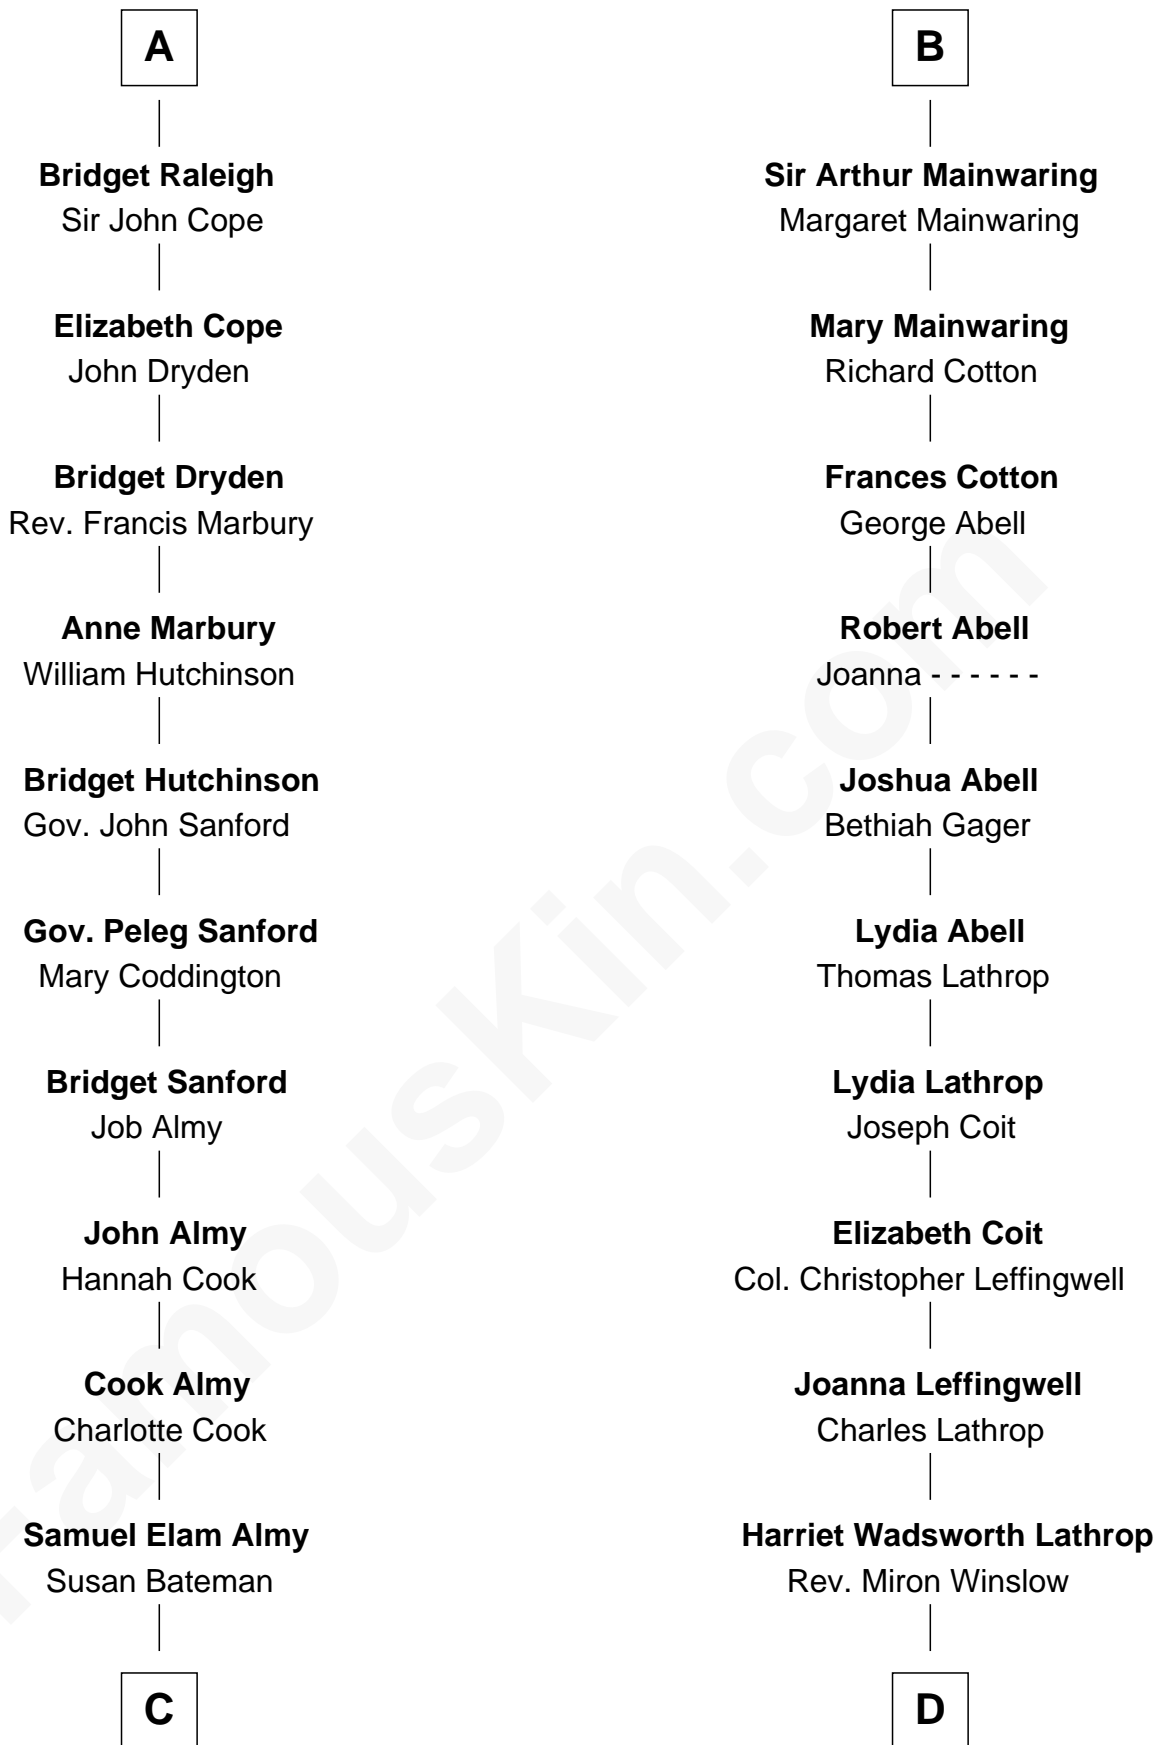 A
Bridget Raleigh
Sir John Cope
Elizabeth Cope
John Dryden
Bridget Dryden
Rev. Francis Marbury
Anne Marbury
William Hutchinson
Bridget Hutchinson
Gov. John Sanford
Gov. Peleg Sanford
Mary Coddington
Bridget Sanford
Job Almy
John Almy
Hannah Cook
Cook Almy
Charlotte Cook
Samuel Elam Almy
Susan Bateman
C
B
Sir Arthur Mainwaring
Margaret Mainwaring
Mary Mainwaring
Richard Cotton
Frances Cotton
George Abell
Robert Abell
Joanna - - - - - -
Joshua Abell
Bethiah Gager
Lydia Abell
Thomas Lathrop
Lydia Lathrop
Joseph Coit
Elizabeth Coit
Col. Christopher Leffingwell
Joanna Leffingwell
Charles Lathrop
Harriet Wadsworth Lathrop
Rev. Miron Winslow
D
FamousKin.com